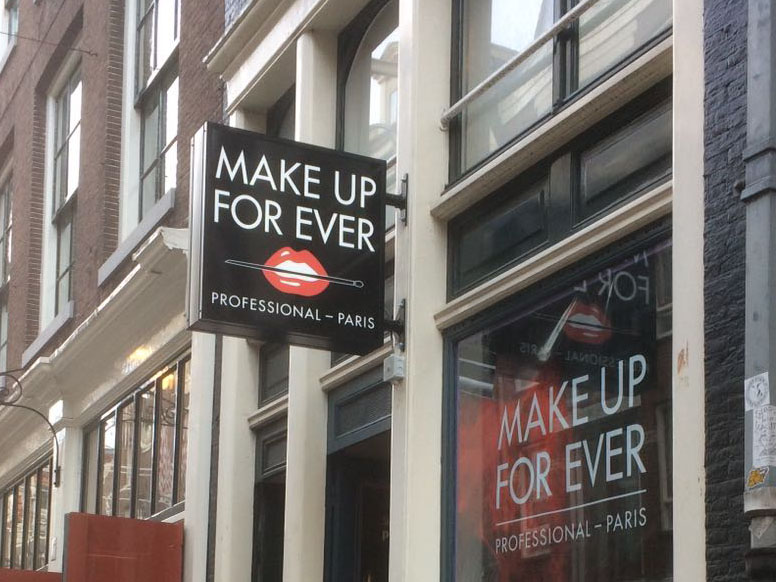 MAKE UP
FOR EVER
PROFESSIONAL – PARIS
MAKE UP
FOR EVER
PROFESSIONAL – PARIS